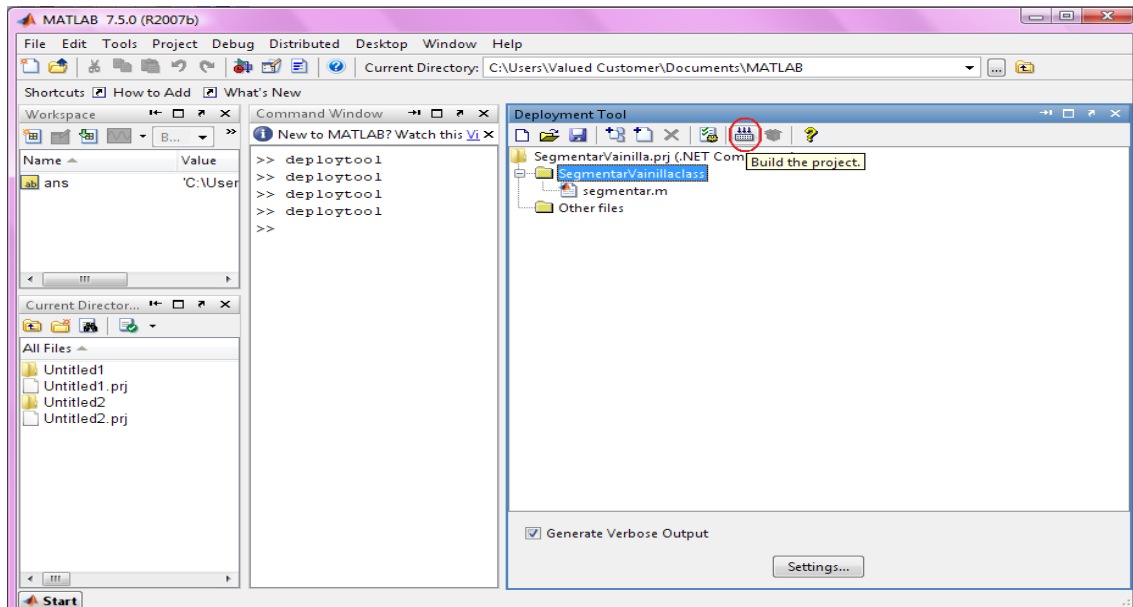 MATLAB 7.5.0 (R2007b)
File Edit Tools Project Debug Distributed Desktop Window Help
Current Directory: C:\Users\Valued Customer\Documents\MATLAB
Shortcuts How to Add What's New
Workspace
B...
Name Value
ans 'C:\User
Current Director...
All Files
Untitled1
Untitled1.prj
Untitled2
Untitled2.prj
Command Window
New to MATLAB? Watch this Vi
>> deploytool
>> deploytool
>> deploytool
>> deploytool
>>
Deployment Tool
SegmentarVainilla.prj (.NET Com
Build the project.
SegmentarVainillaclass
segmentar.m
Other files
Generate Verbose Output
Settings...
Start